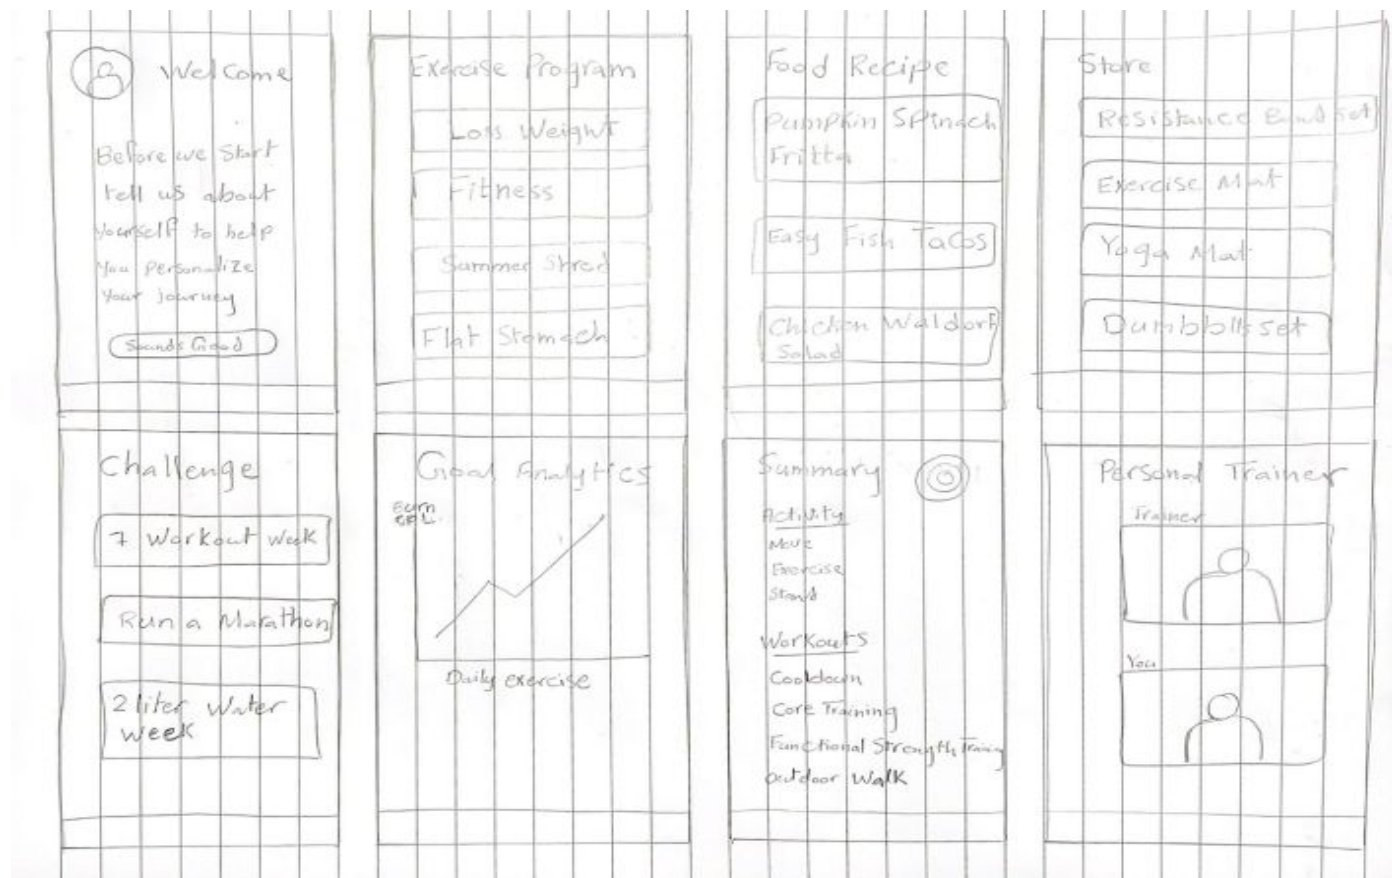 Welcome
Before we Start
tell us about
yourself to help
You Personalize
Your journey
Sounds Good
Exercise Program
Loss Weight
Fitness
Summer Shred
Flat Stomach
Food Recipe
Pumpkin SPinach
Fritta
Easy Fish Tacos
Chicken Waldorf
Salad
Store
Resistance Band set
Exercise Mat
Yoga Mat
Dumbblls set
Challenge
7 Workout Week
Run a Marathon
2 liter Water
week
Goal Analytics
Daily exercise
Summary
Activity
Move
Exercise
Stand
Workouts
Cooldown
Core Training
Functional Strength Training
outdoor Walk
Personal Trainer
Trainer
You